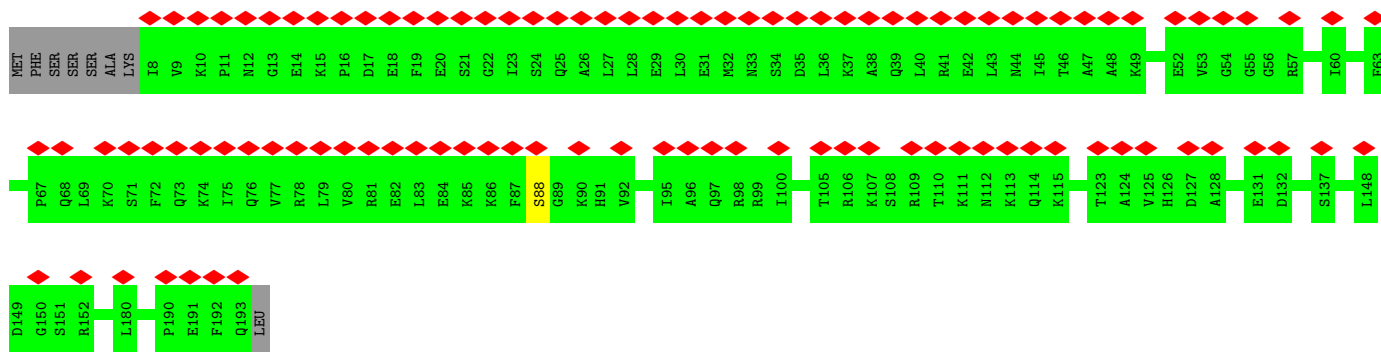 MET PHE SER SER SER ALA LYS I8 V9 K10 P11 N12 G13 E14 K15 P16 D17 E18 F19 E20 S21 G22 I23 S24 Q25 A26 L27 L28 E29 L30 E31 M32 N33 S34 D35 L36 K37 A38 Q39 L40 R41 E42 L43 N44 I45 T46 A47 A48 K49 E52 V53 G54 G55 G56 R57 I60 F63
P67 Q68 L69 K70 S71 F72 Q73 K74 I75 Q76 V77 R78 L79 V80 R81 E82 L83 E84 K85 K86 F87 S88 G89 K90 H91 V92 I95 A96 Q97 R98 R99 I100 T105 R106 K107 S108 R109 T110 K111 N112 K113 Q114 K115 T123 A124 V125 H126 D127 A128 E131 D132 S137 L148
D149 G150 S151 R152 L180 P190 E191 F192 Q193 LEU